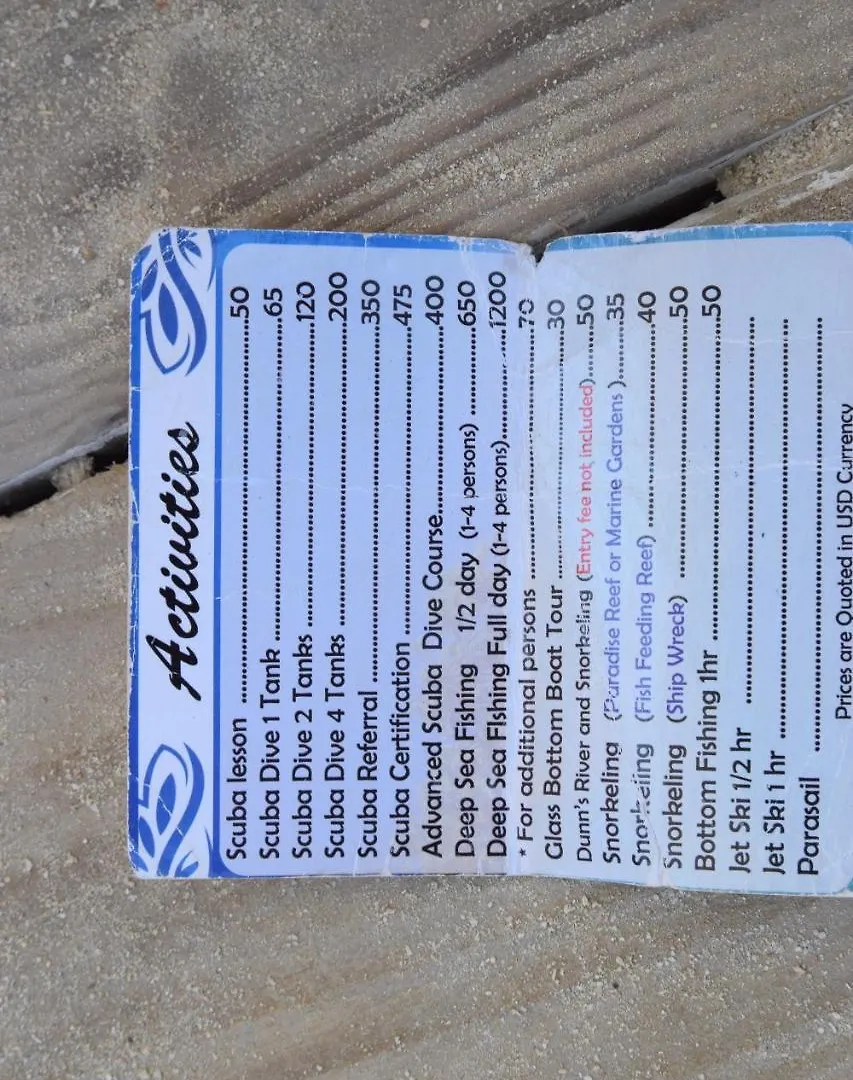 Activities
Scuba lesson ........................50
Scuba Dive 1 Tank ........................65
Scuba Dive 2 Tanks ........................120
Scuba Dive 4 Tanks ........................200
Scuba Referral ........................350
Scuba Certification ........................475
Advanced Scuba Dive Course........................400
Deep Sea Fishing 1/2 day (1-4 persons) ............650
Deep Sea FIshing Full day (1-4 persons)............1200
* For additional persons ........................70
Glass Bottom Boat Tour ........................30
Dunn's River and Snorkeling (Entry fee not included).......50
Snorkeling (Paradise Reef or Marine Gardens ).......35
Snorkeling (Fish Feeding Reef) ........................40
Snorkeling (Ship Wreck) ........................50
Bottom Fishing 1hr ........................50
Jet Ski 1/2 hr ........................
Jet Ski 1 hr ........................
Parasail ........................
Prices are Quoted in USD Currency